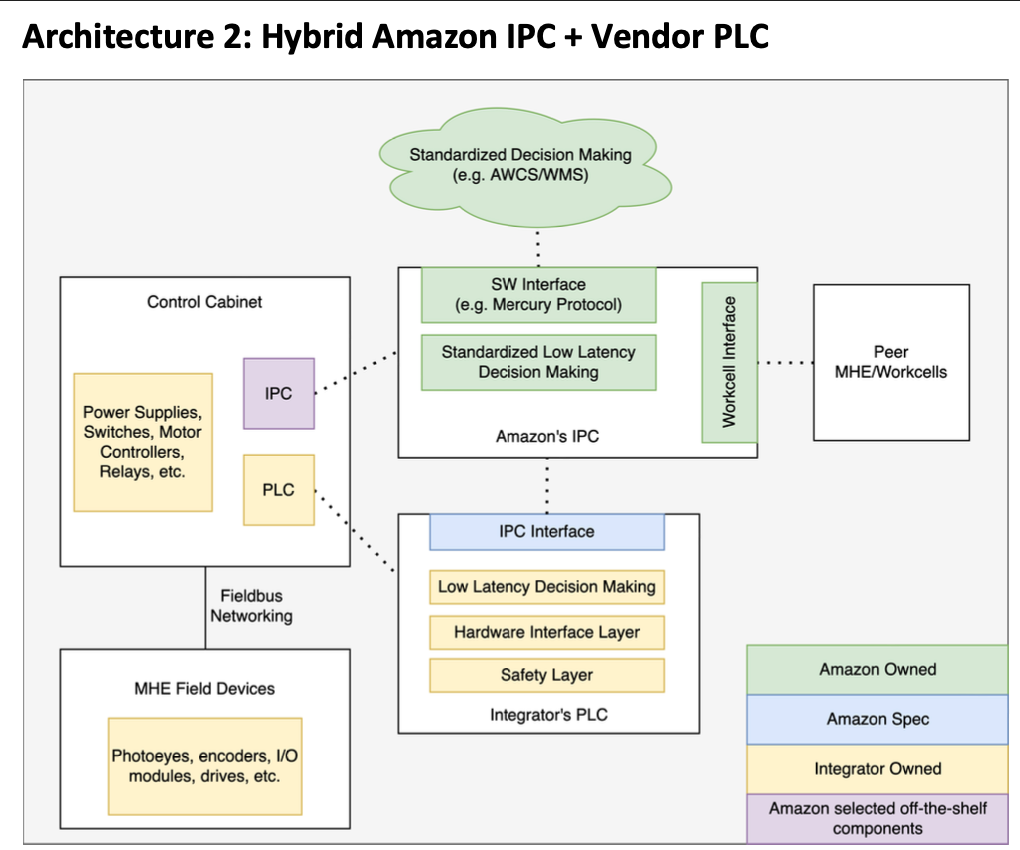 Architecture 2: Hybrid Amazon IPC + Vendor PLC
Standardized Decision Making
(e.g. AWCS/WMS)
Control Cabinet
Power Supplies,
Switches, Motor
Controllers,
Relays, etc.
IPC
PLC
SW Interface
(e.g. Mercury Protocol)
Standardized Low Latency
Decision Making
Workcell Interface
Amazon's IPC
Peer
MHE/Workcells
IPC Interface
Low Latency Decision Making
Hardware Interface Layer
Safety Layer
Integrator's PLC
Fieldbus
Networking
MHE Field Devices
Photoeyes, encoders, I/O
modules, drives, etc.
Amazon Owned
Amazon Spec
Integrator Owned
Amazon selected off-the-shelf
components